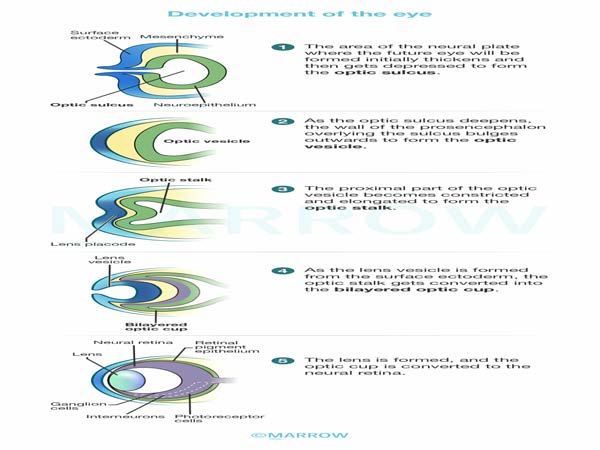 Development of the eye
Surface
ectoderm
Mesenchyme
Optic sulcus
Neuroepithelium
1
The area of the neural plate
where the future eye will be
formed initially thickens and
then gets depressed to form
the optic sulcus.
Optic vesicle
2
As the optic sulcus deepens,
the wall of the prosencephalon
overlying the sulcus bulges
outwards to form the optic
vesicle.
Optic stalk
Lens placode
3
The proximal part of the optic
vesicle becomes constricted
and elongated to form the
optic stalk.
MARROW
Lens
vesicle
Bilayered
optic cup
4
As the lens vesicle is formed
from the surface ectoderm, the
optic stalk gets converted into
the bilayered optic cup.
Neural retina
Retinal
pigment
epithelium
Lens
Ganglion
cells
Interneurons
Photoreceptor
cells
5
The lens is formed, and the
optic cup is converted to the
neural retina.
©MARROW